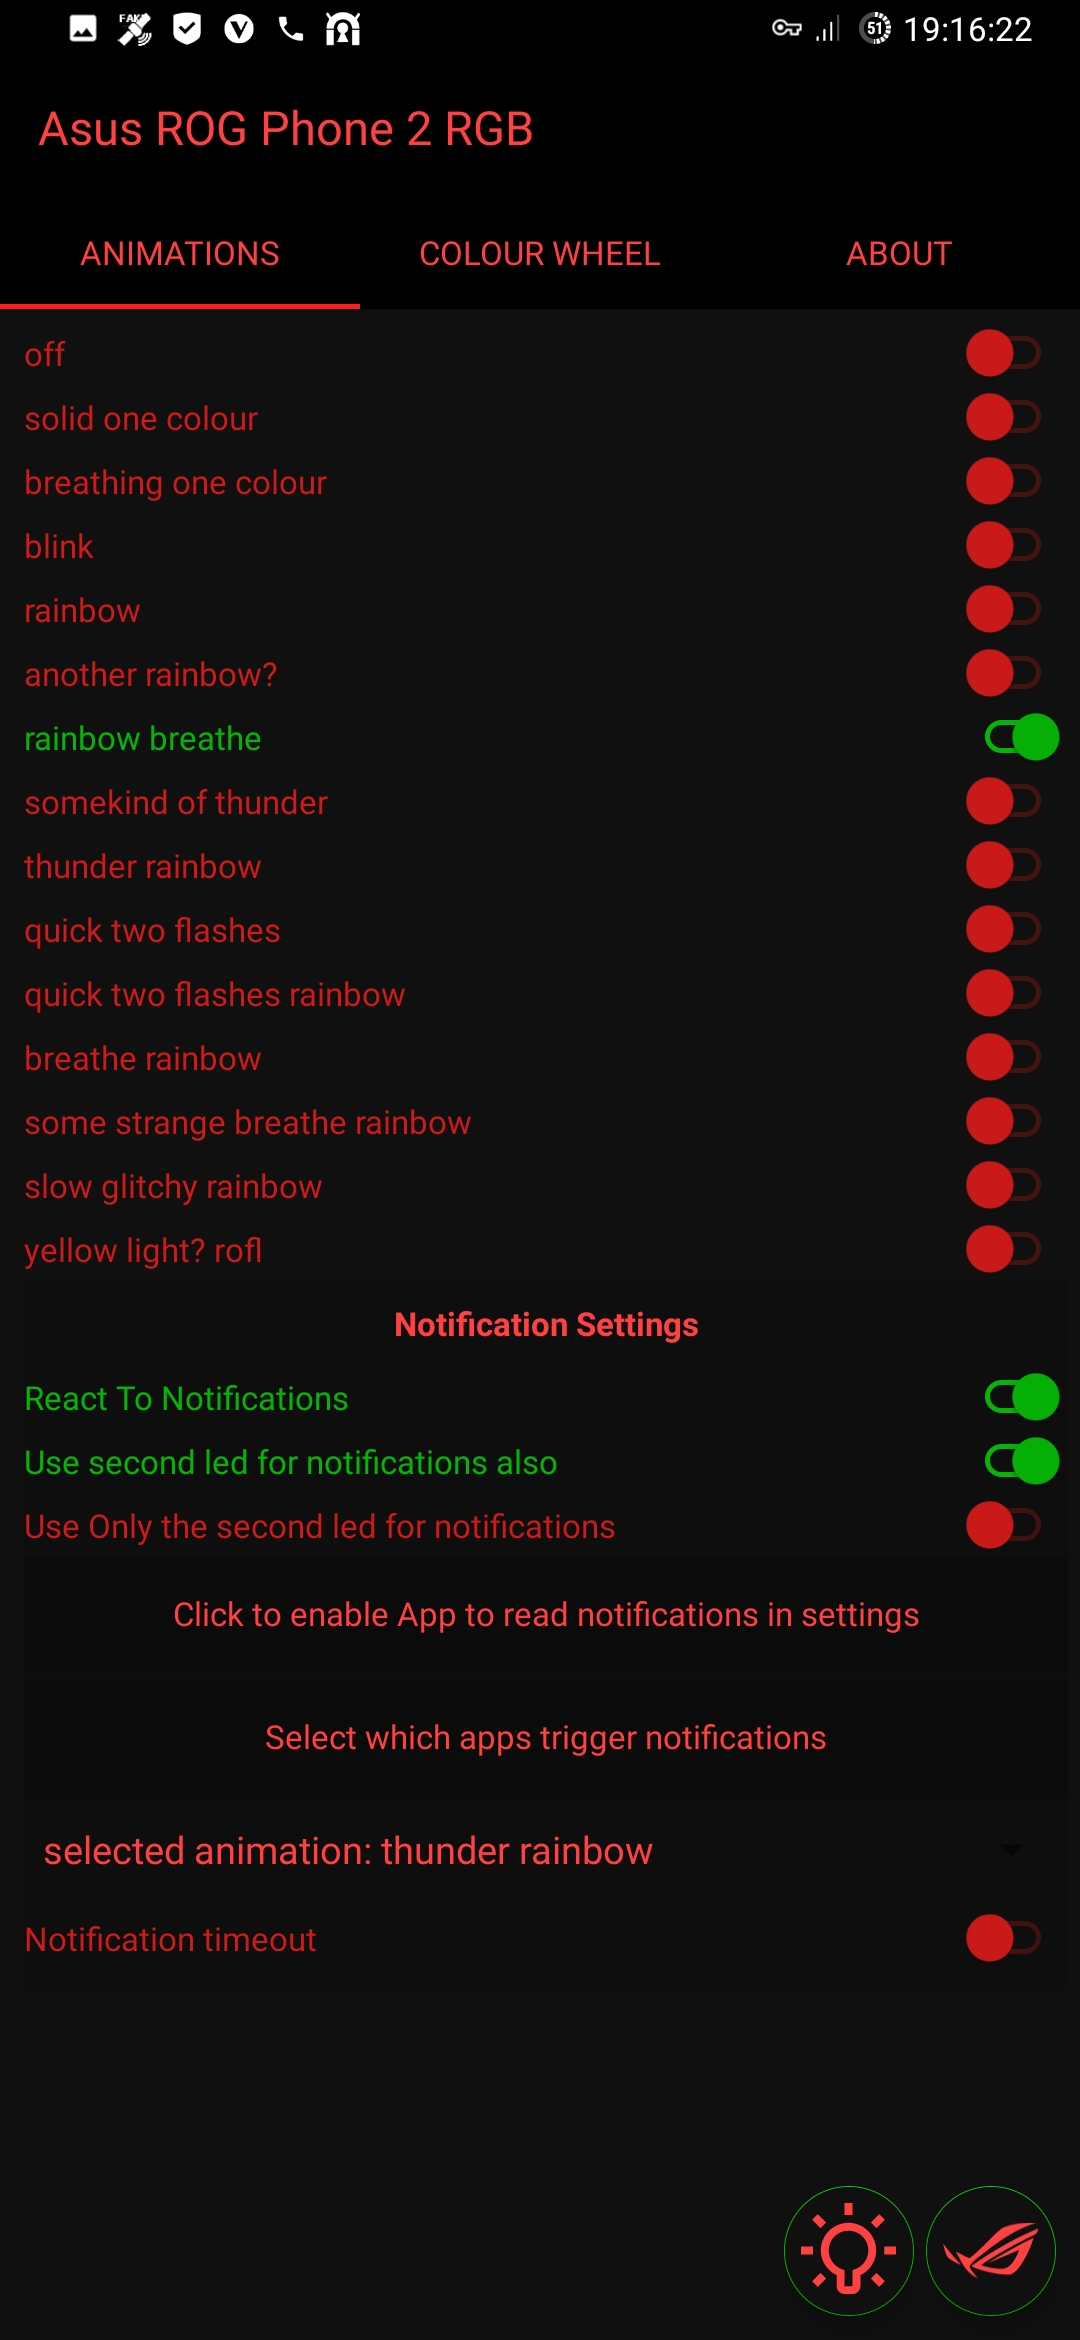 FAKE
V
51
19:16:22
Asus ROG Phone 2 RGB
ANIMATIONS
COLOUR WHEEL
ABOUT
off
solid one colour
breathing one colour
blink
rainbow
another rainbow?
rainbow breathe
somekind of thunder
thunder rainbow
quick two flashes
quick two flashes rainbow
breathe rainbow
some strange breathe rainbow
slow glitchy rainbow
yellow light? rofl
Notification Settings
React To Notifications
Use second led for notifications also
Use Only the second led for notifications
Click to enable App to read notifications in settings
Select which apps trigger notifications
selected animation: thunder rainbow
Notification timeout